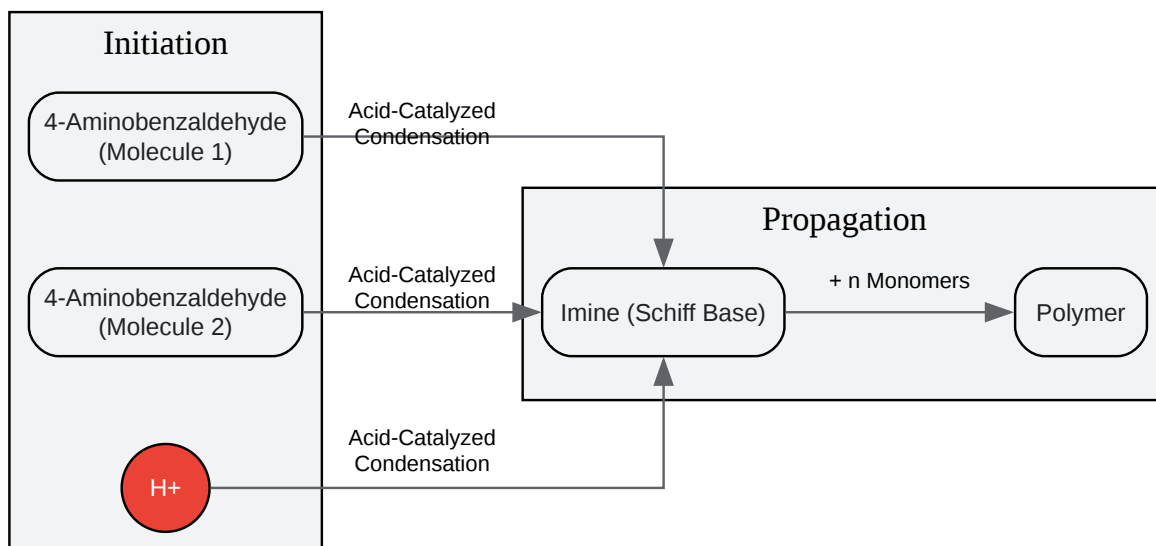 Initiation
4-Aminobenzaldehyde
(Molecule 1)
Acid-Catalyzed
Condensation
4-Aminobenzaldehyde
(Molecule 2)
Acid-Catalyzed
Condensation
H+
Acid-Catalyzed
Condensation
Propagation
Imine (Schiff Base)
+ n Monomers
Polymer